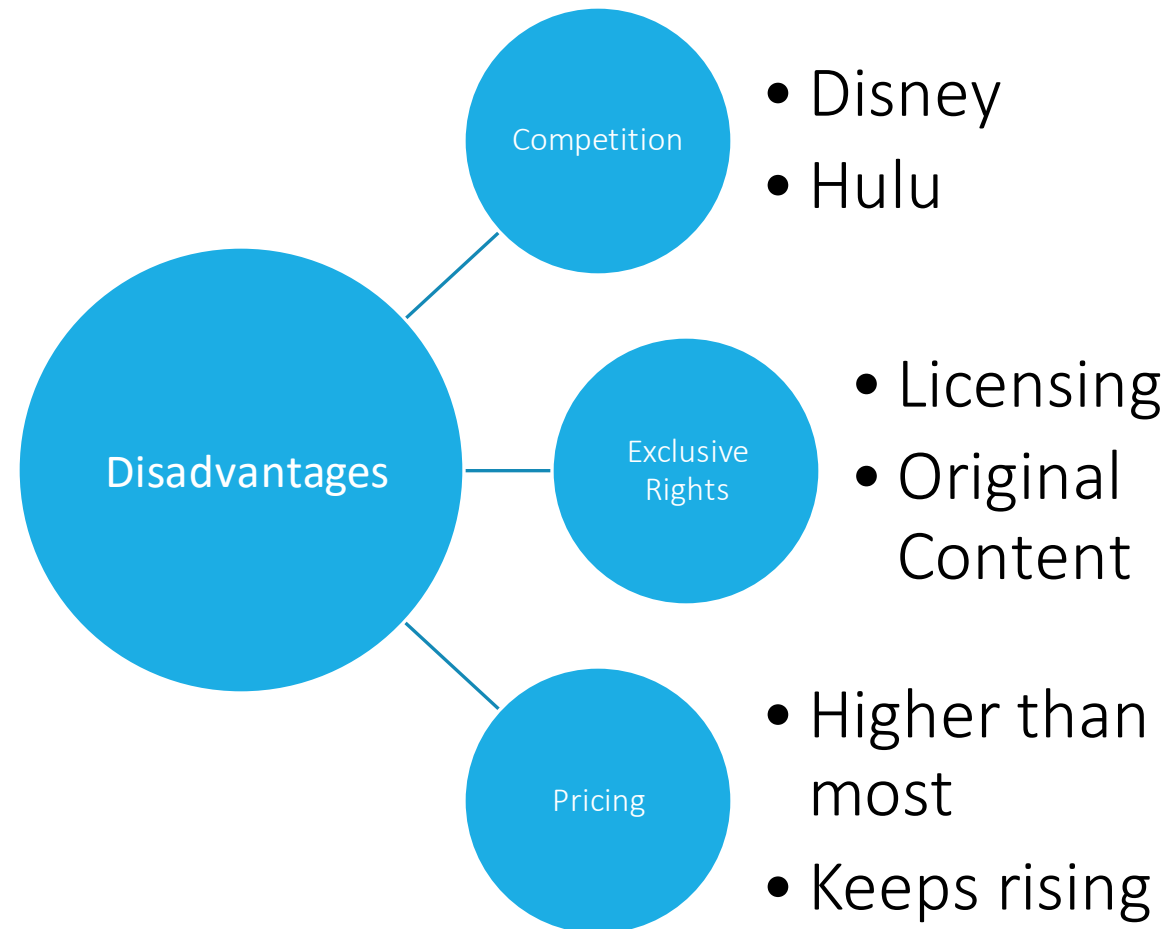 Disadvantages
Competition
• Disney
• Hulu
Exclusive
Rights
• Licensing
• Original
Content
Pricing
• Higher than
most
• Keeps rising